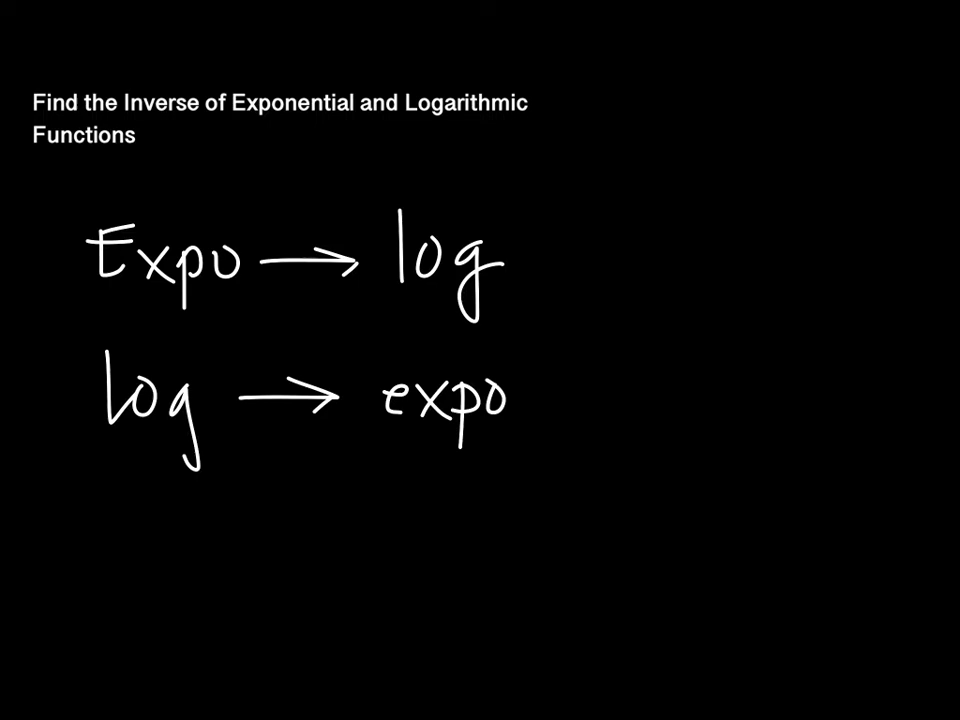 Find the Inverse of Exponential and Logarithmic
Functions
Expo → log
log → expo